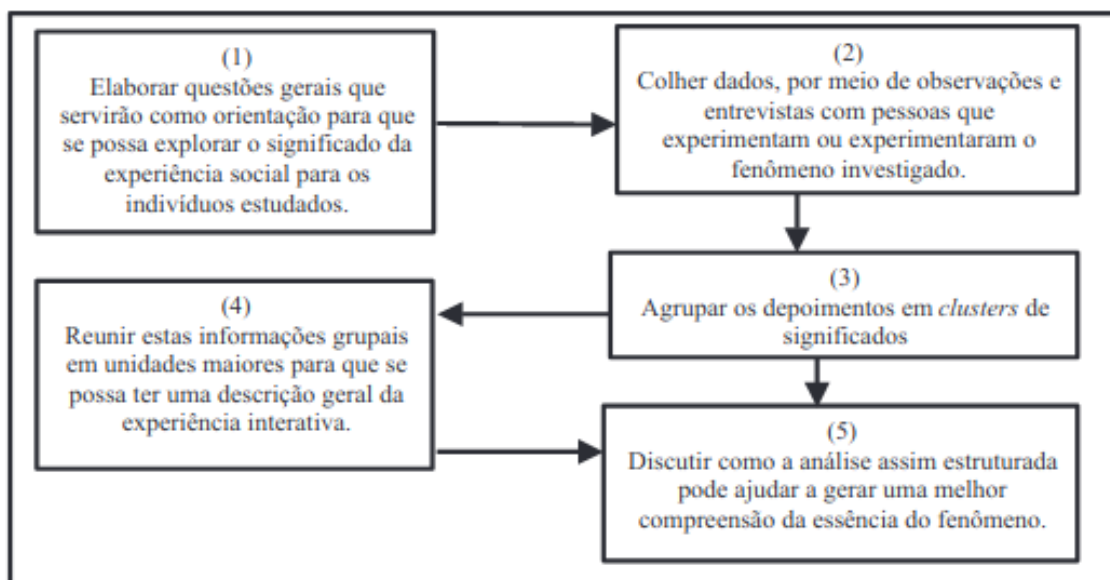 (1)
Elaborar questões gerais que
servirão como orientação para que
se possa explorar o significado da
experiência social para os
indivíduos estudados.
(2)
Colher dados, por meio de observações e
entrevistas com pessoas que
experimentam ou experimentaram o
fenômeno investigado.
(3)
Agrupar os depoimentos em clusters de
significados
(4)
Reunir estas informações grupais
em unidades maiores para que se
possa ter uma descrição geral da
experiência interativa.
(5)
Discutir como a análise assim estruturada
pode ajudar a gerar uma melhor
compreensão da essência do fenômeno.